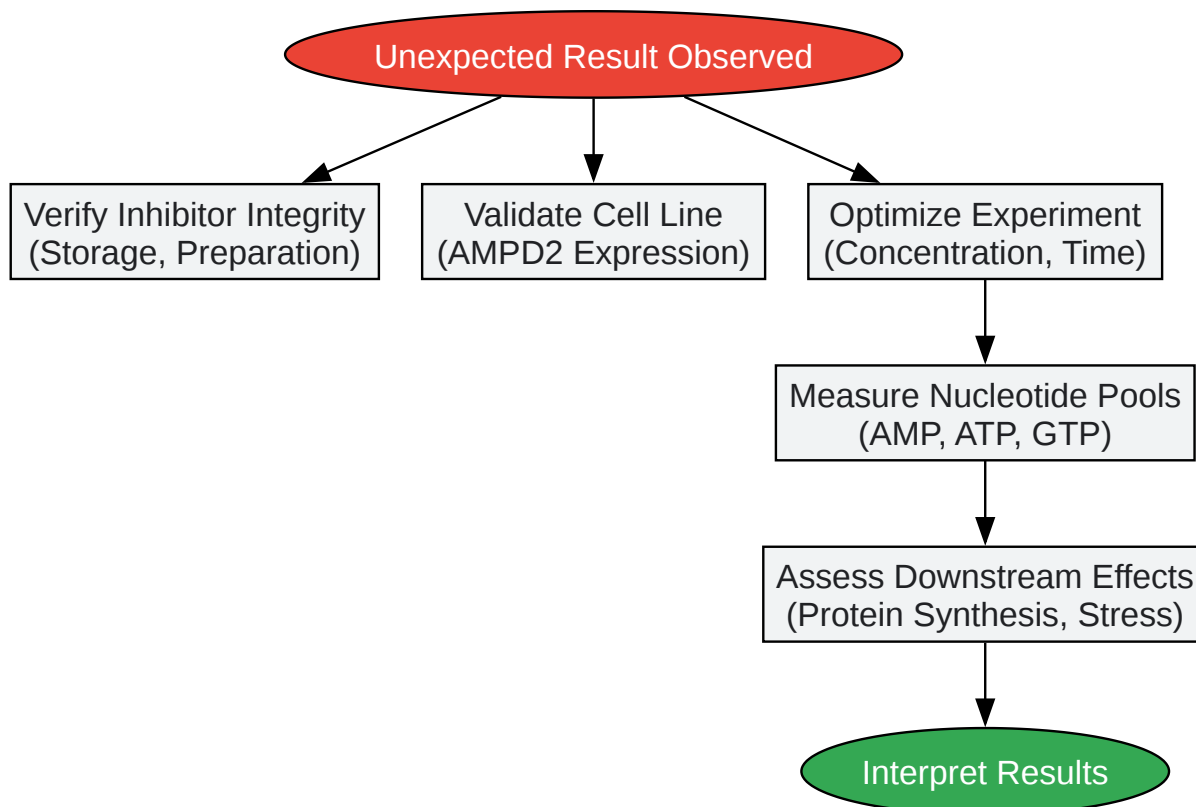 Unexpected Result Observed
Verify Inhibitor Integrity
(Storage, Preparation)
Validate Cell Line
(AMPD2 Expression)
Optimize Experiment
(Concentration, Time)
Measure Nucleotide Pools
(AMP, ATP, GTP)
Assess Downstream Effects
(Protein Synthesis, Stress)
Interpret Results